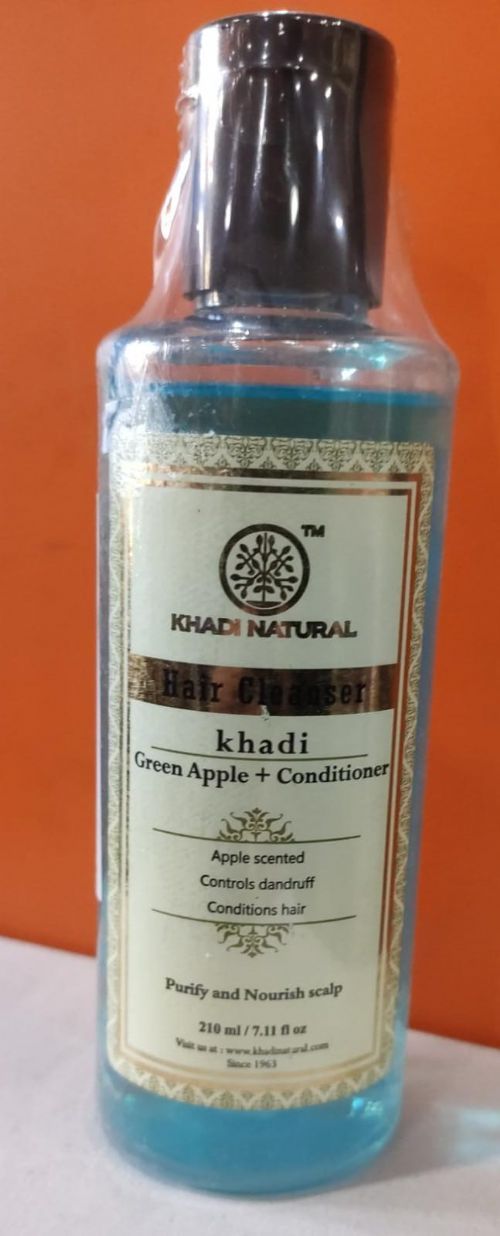 TM
KHADI NATURAL
Hair Cleanser
khadi
Green Apple + Conditioner
Apple scented
Controls dandruff
Conditions hair
Purify and Nourish scalp
210 ml / 7.11 fl oz
Visit us at : www.khadinatural.com
Since 1963